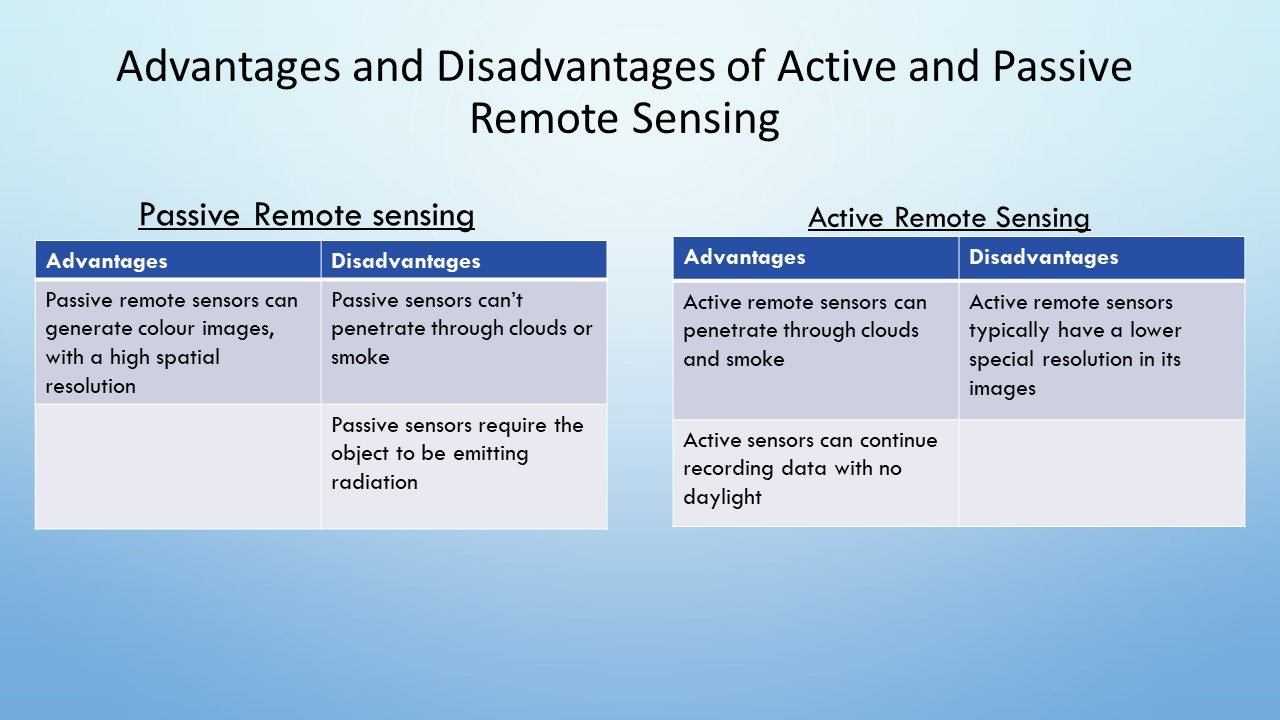 Advantages and Disadvantages of Active and Passive
Remote Sensing
Passive Remote sensing
Advantages
Disadvantages
Passive remote sensors can
generate colour images,
with a high spatial
resolution
Passive sensors can’t
penetrate through clouds or
smoke
Passive sensors require the
object to be emitting
radiation
Active Remote Sensing
Advantages
Disadvantages
Active remote sensors can
penetrate through clouds
and smoke
Active remote sensors
typically have a lower
special resolution in its
images
Active sensors can continue
recording data with no
daylight